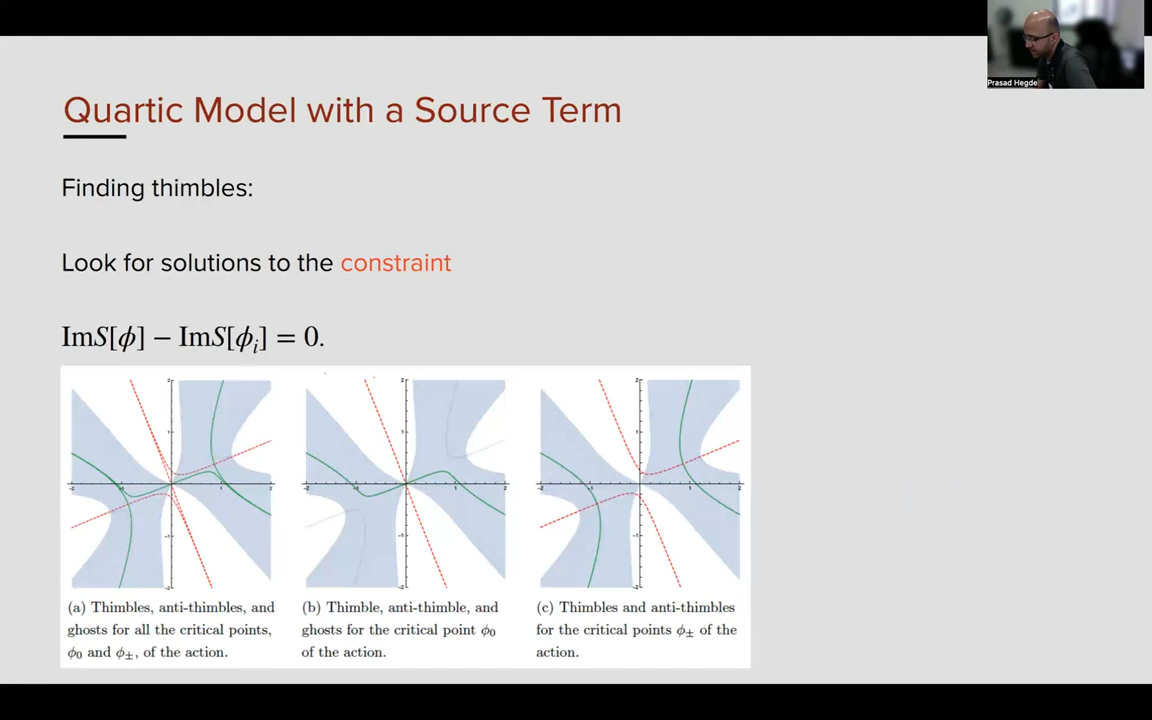 Prasad Hegde
Quartic Model with a Source Term
Finding thimbles:
Look for solutions to the constraint
ImS[ϕ] − ImS[ϕᵢ] = 0.
(a) Thimbles, anti-thimbles, and
ghosts for all the critical points,
ϕ₀ and ϕ±, of the action.
(b) Thimble, anti-thimble, and
ghosts for the critical point ϕ₀
of the action.
(c) Thimbles and anti-thimbles
for the critical points ϕ± of the
action.